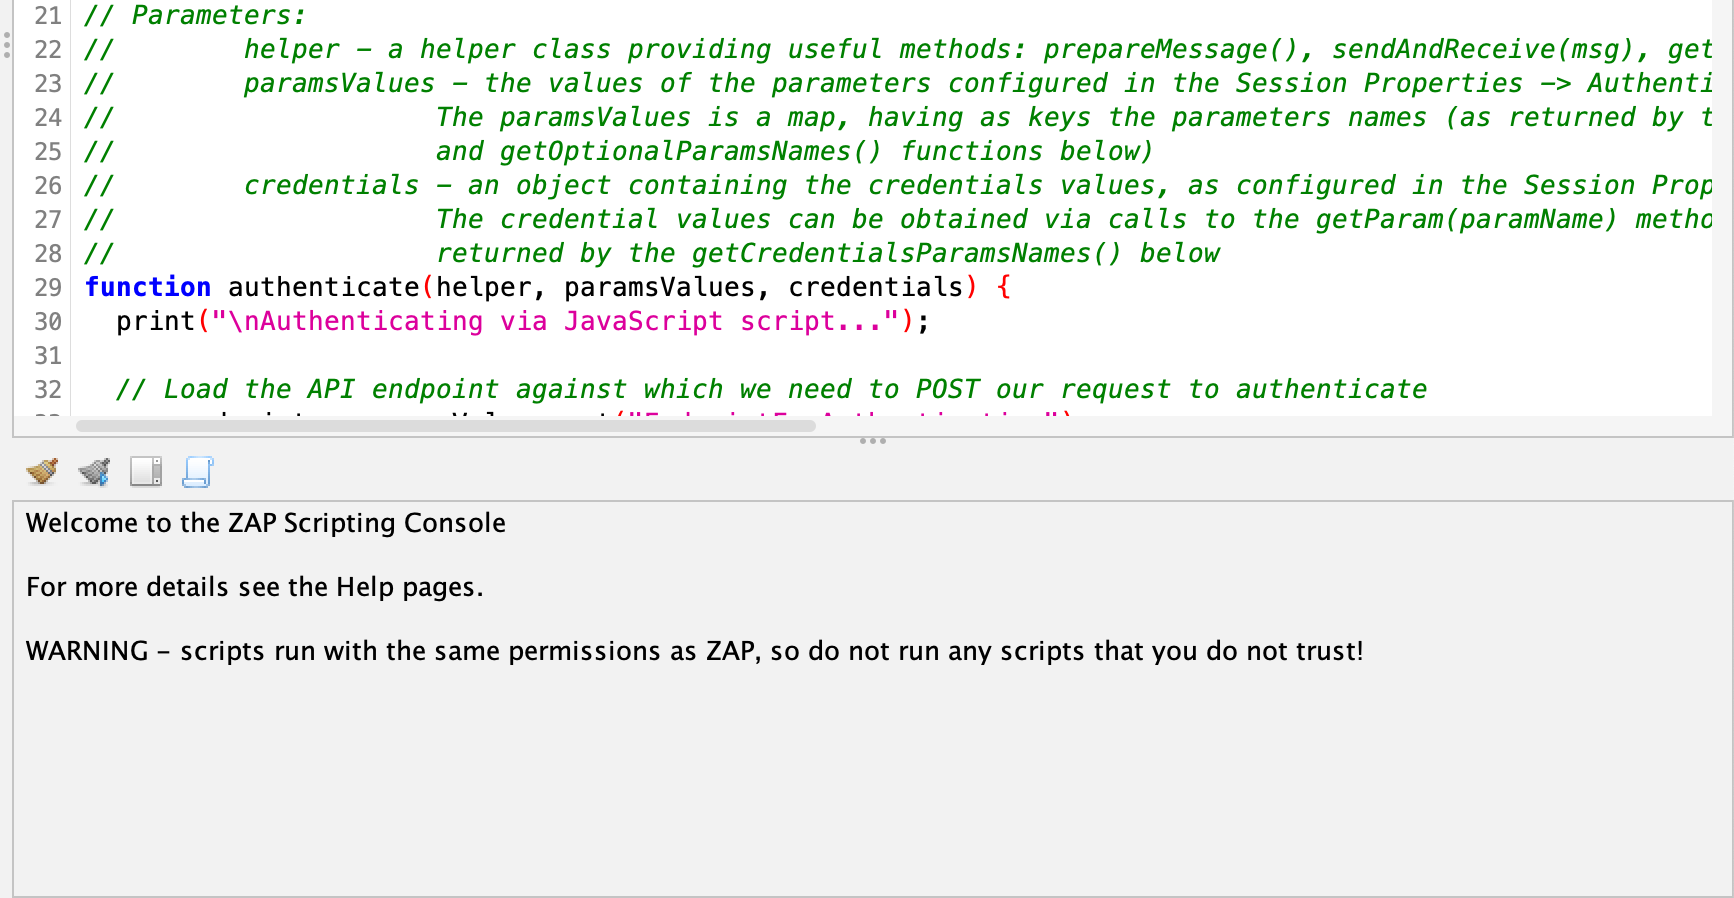 21 // Parameters:
22 //        helper - a helper class providing useful methods: prepareMessage(), sendAndReceive(msg), get
23 //        paramsValues - the values of the parameters configured in the Session Properties -> Authenti
24 //                    The paramsValues is a map, having as keys the parameters names (as returned by t
25 //                    and getOptionalParamsNames() functions below)
26 //        credentials - an object containing the credentials values, as configured in the Session Prop
27 //                    The credential values can be obtained via calls to the getParam(paramName) metho
28 //                    returned by the getCredentialsParamsNames() below
29 function authenticate(helper, paramsValues, credentials) {
30   print("\nAuthenticating via JavaScript script...");
31
32   // Load the API endpoint against which we need to POST our request to authenticate
Welcome to the ZAP Scripting Console
For more details see the Help pages.
WARNING - scripts run with the same permissions as ZAP, so do not run any scripts that you do not trust!